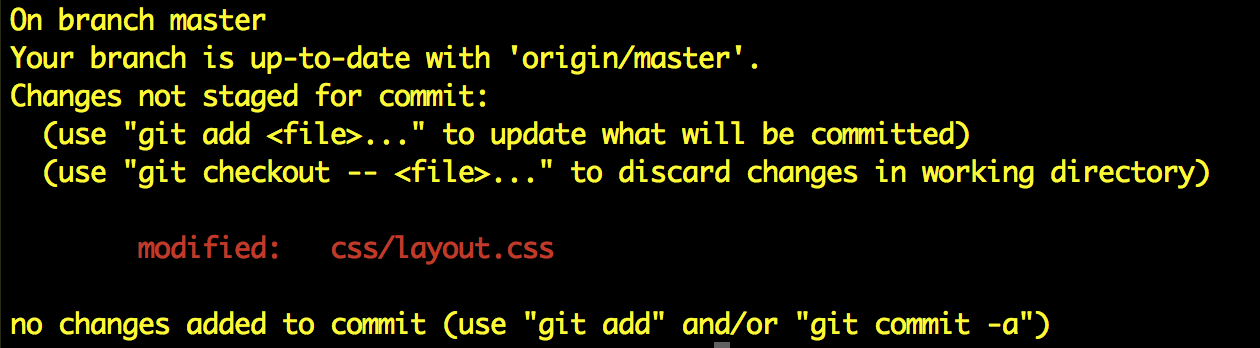 On branch master
Your branch is up-to-date with 'origin/master'.
Changes not staged for commit:
  (use "git add <file>..." to update what will be committed)
  (use "git checkout -- <file>..." to discard changes in working directory)

        modified:   css/layout.css

no changes added to commit (use "git add" and/or "git commit -a")